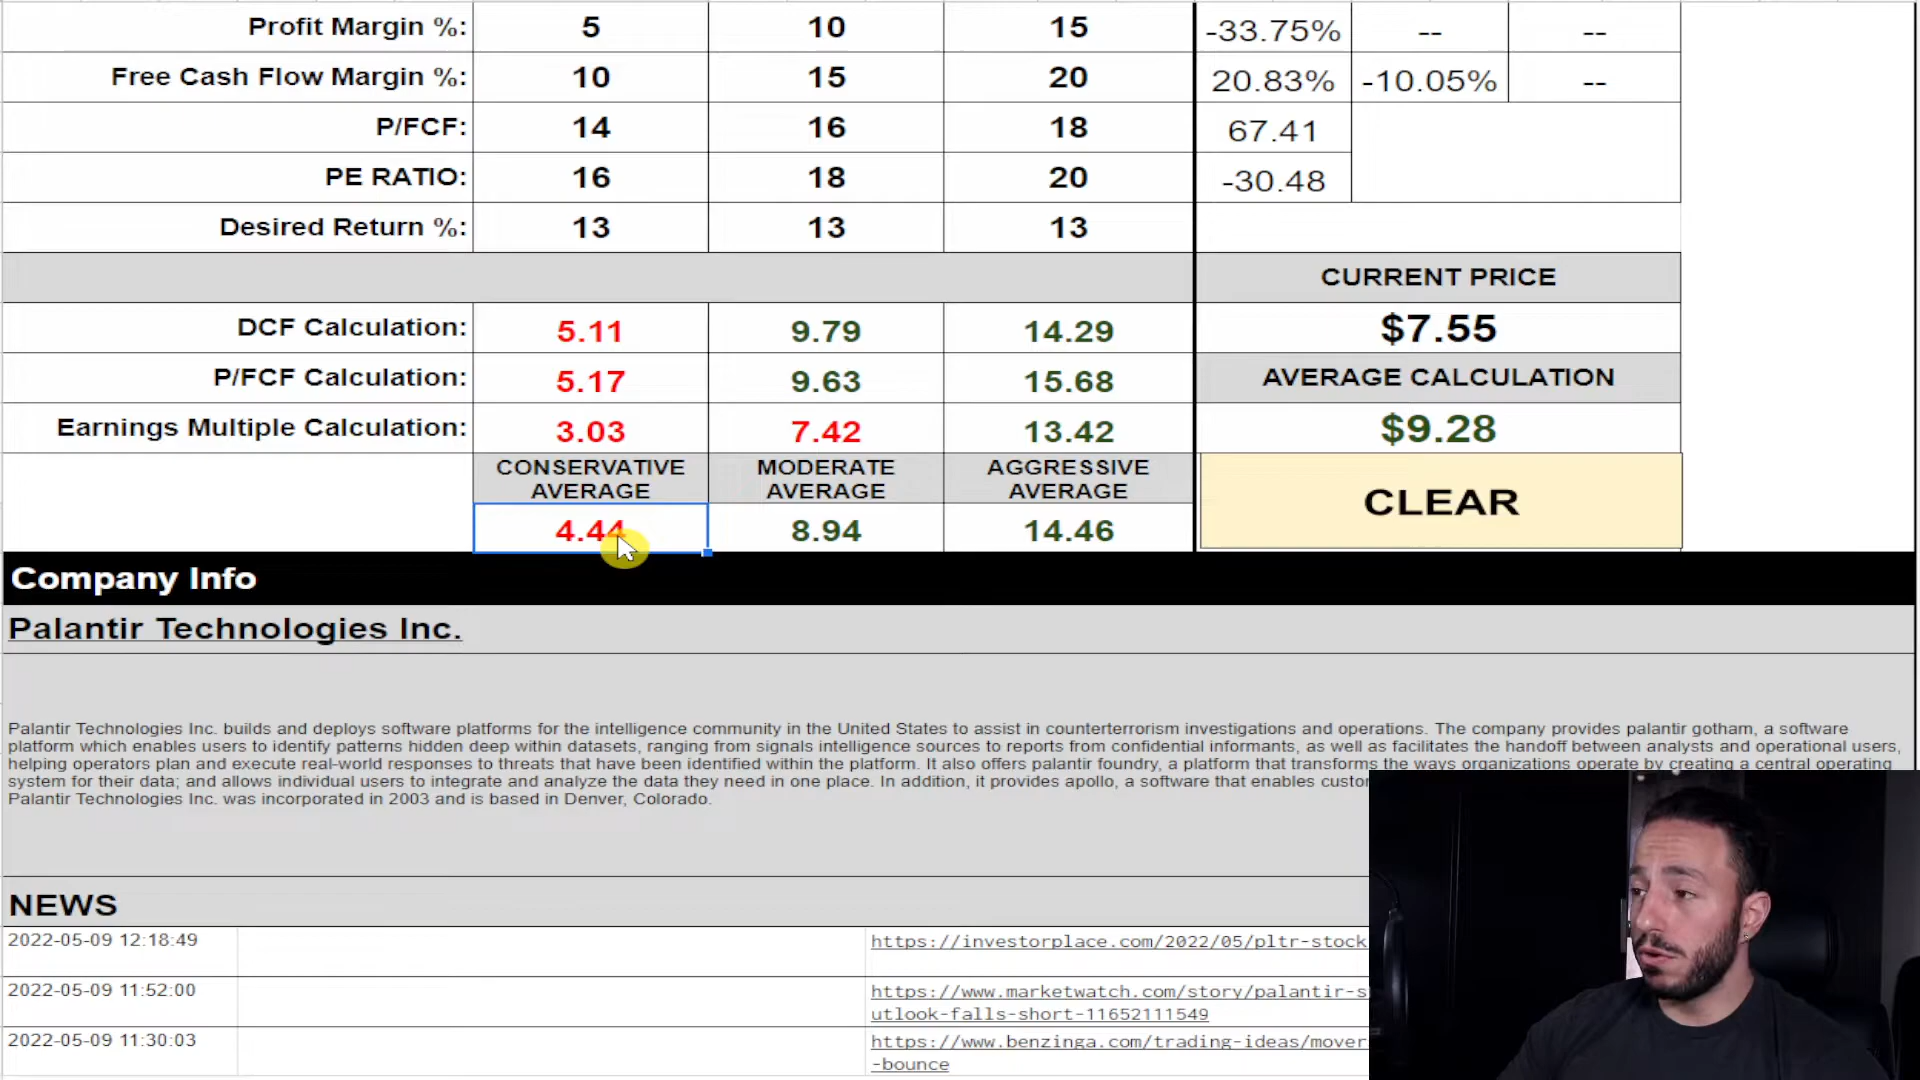 Profit Margin %: 5 10 15 -33.75% -- --
Free Cash Flow Margin %: 10 15 20 20.83% -10.05% --
P/FCF: 14 16 18 67.41
PE RATIO: 16 18 20 -30.48
Desired Return %: 13 13 13
CURRENT PRICE
DCF Calculation: 5.11 9.79 14.29 $7.55
P/FCF Calculation: 5.17 9.63 15.68 AVERAGE CALCULATION
Earnings Multiple Calculation: 3.03 7.42 13.42 $9.28
CONSERVATIVE AVERAGE MODERATE AVERAGE AGGRESSIVE AVERAGE
CLEAR
4.44 8.94 14.46
Company Info
Palantir Technologies Inc.
Palantir Technologies Inc. builds and deploys software platforms for the intelligence community in the United States to assist in counterterrorism investigations and operations. The company provides palantir gotham, a software
platform which enables users to identify patterns hidden deep within datasets, ranging from signals intelligence sources to reports from confidential informants, as well as facilitates the handoff between analysts and operational users,
helping operators plan and execute real-world responses to threats that have been identified within the platform. It also offers palantir foundry, a platform that transforms the ways organizations operate by creating a central operating
system for their data; and allows individual users to integrate and analyze the data they need in one place. In addition, it provides apollo, a software that enables custo
Palantir Technologies Inc. was incorporated in 2003 and is based in Denver, Colorado.
NEWS
2022-05-09 12:18:49 https://investorplace.com/2022/05/pltr-stock
2022-05-09 11:52:00 https://www.marketwatch.com/story/palantir-s
utlook-falls-short-11652111549
2022-05-09 11:30:03 https://www.benzinga.com/trading-ideas/mover
-bounce